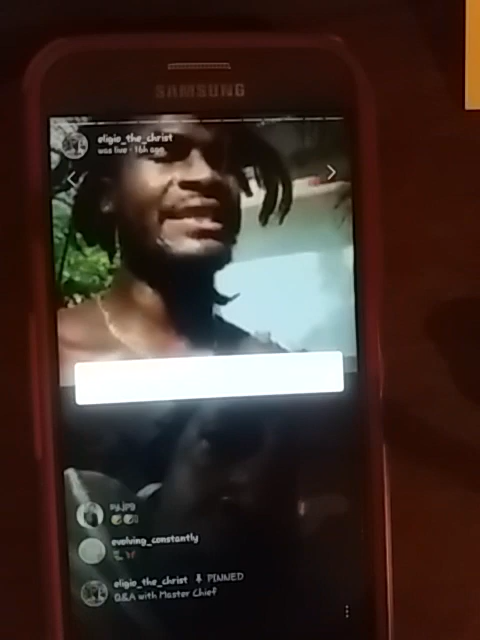 SAMSUNG
eligio_the_christ
was live · 16h ago
evolving_constantly
eligio_the_christ PINNED
Q&A with Master Chief